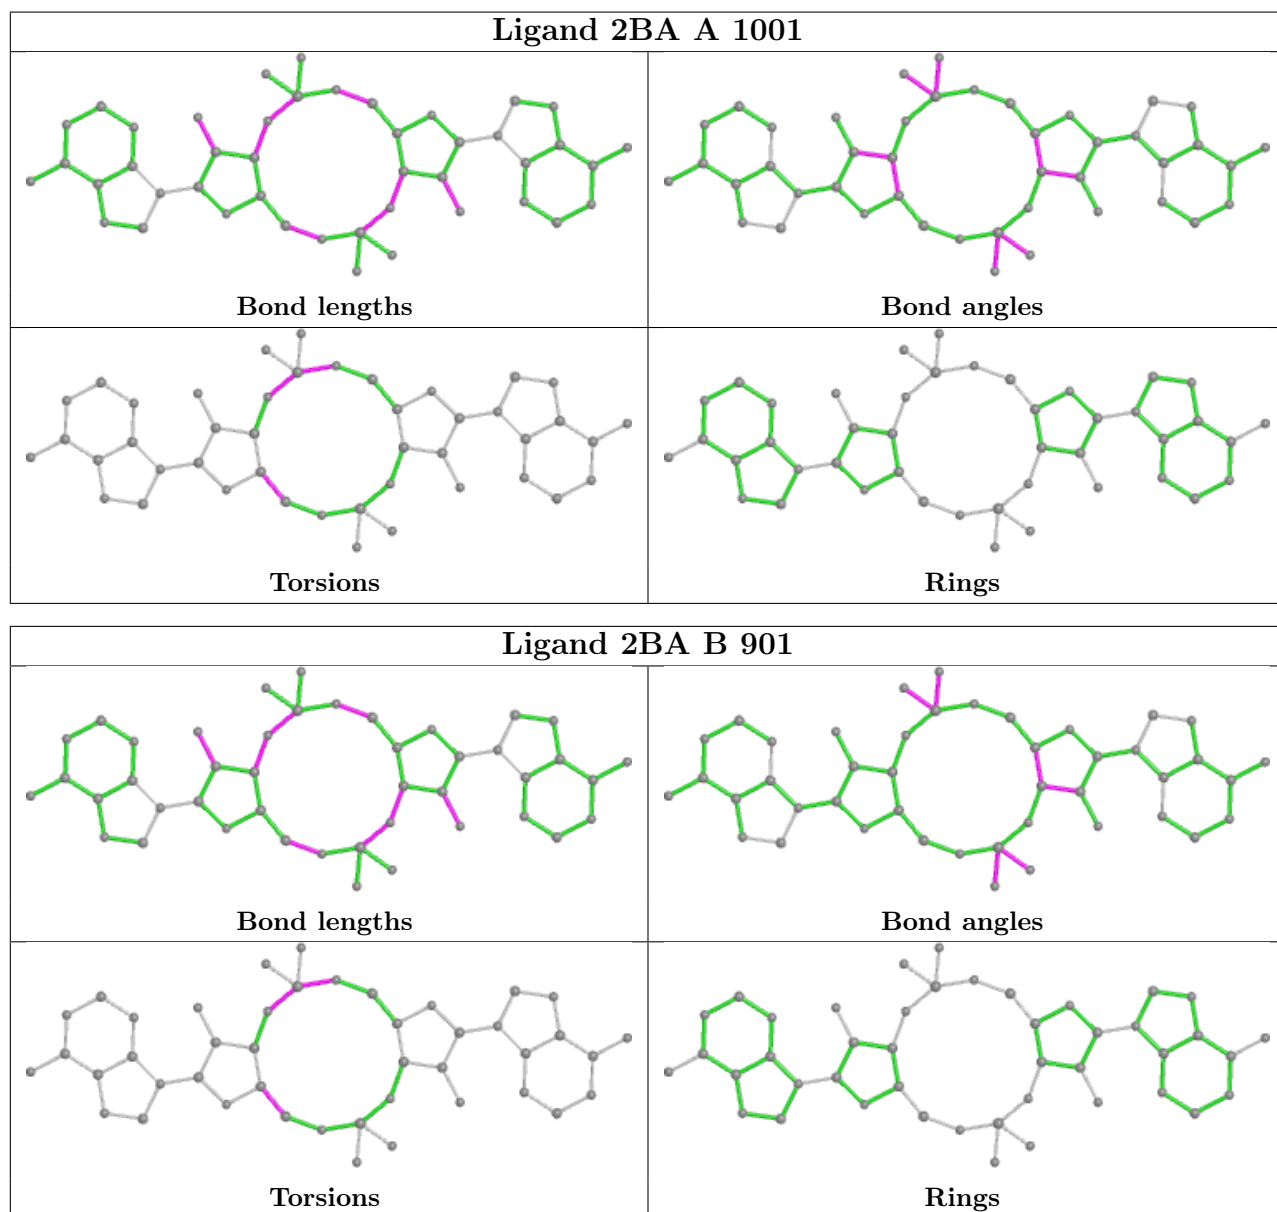 Ligand 2BA A 1001
Bond lengths
Bond angles
Torsions
Rings
Ligand 2BA B 901
Bond lengths
Bond angles
Torsions
Rings